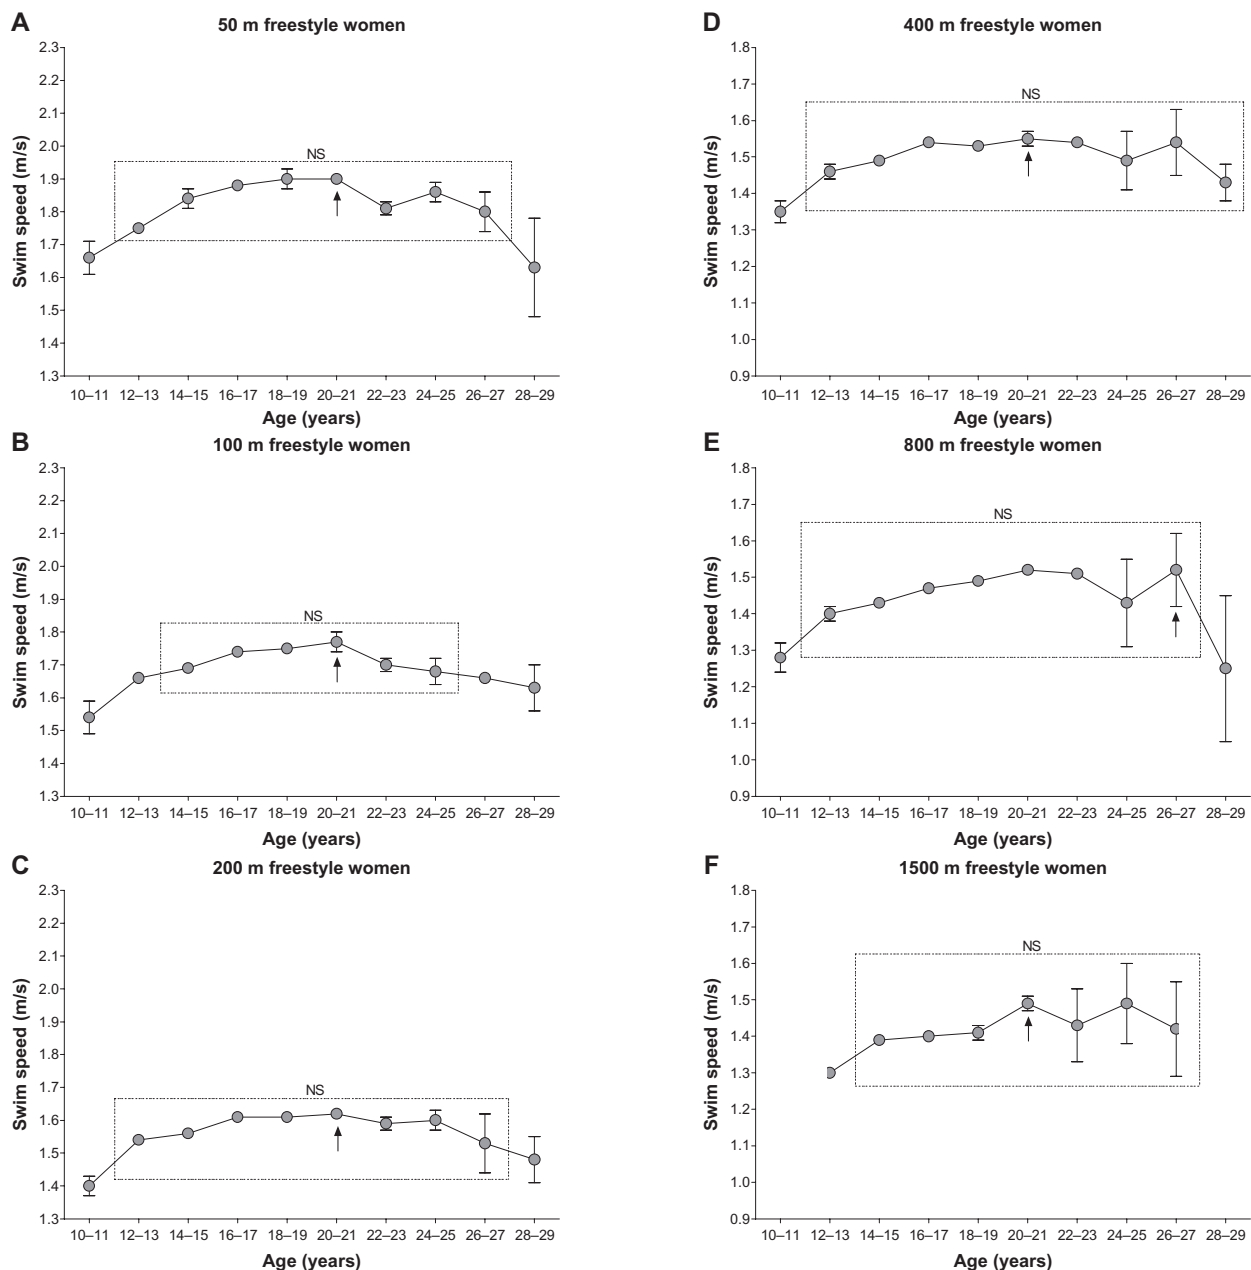 A
50 m freestyle women
2.3
2.2
2.1
2.0
1.9
1.8
1.7
1.6
1.5
1.4
1.3
Swim speed (m/s)
NS
10–11 12–13 14–15 16–17 18–19 20–21 22–23 24–25 26–27 28–29
Age (years)
B
100 m freestyle women
2.3
2.2
2.1
2.0
1.9
1.8
1.7
1.6
1.5
1.4
1.3
Swim speed (m/s)
NS
10–11 12–13 14–15 16–17 18–19 20–21 22–23 24–25 26–27 28–29
Age (years)
C
200 m freestyle women
2.3
2.2
2.1
2.0
1.9
1.8
1.7
1.6
1.5
1.4
1.3
Swim speed (m/s)
NS
10–11 12–13 14–15 16–17 18–19 20–21 22–23 24–25 26–27 28–29
Age (years)
D
400 m freestyle women
1.8
1.7
1.6
1.5
1.4
1.3
1.2
1.1
1.0
0.9
Swim speed (m/s)
NS
10–11 12–13 14–15 16–17 18–19 20–21 22–23 24–25 26–27 28–29
Age (years)
E
800 m freestyle women
1.8
1.7
1.6
1.5
1.4
1.3
1.2
1.1
1.0
0.9
Swim speed (m/s)
NS
10–11 12–13 14–15 16–17 18–19 20–21 22–23 24–25 26–27 28–29
Age (years)
F
1500 m freestyle women
1.8
1.7
1.6
1.5
1.4
1.3
1.2
1.1
1.0
0.9
Swim speed (m/s)
NS
10–11 12–13 14–15 16–17 18–19 20–21 22–23 24–25 26–27 28–29
Age (years)